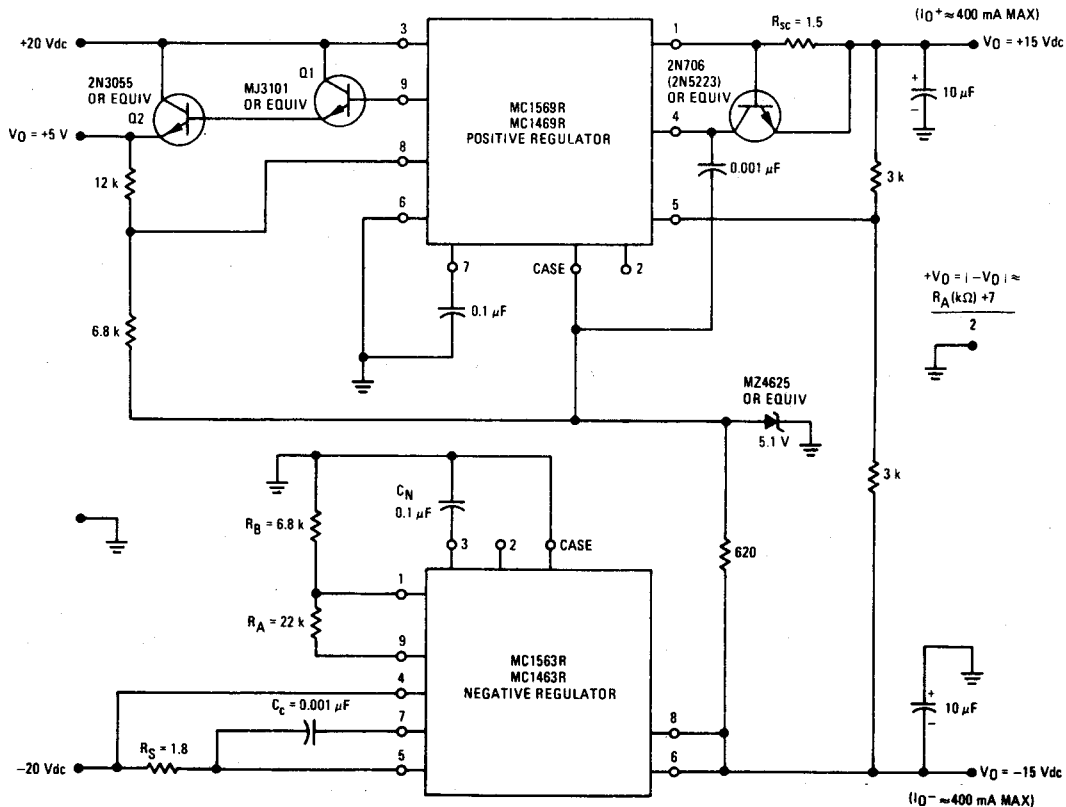 (IO+ ≈ 400 mA MAX)
+20 Vdc
3
1
RSC = 1.5
VO = +15 Vdc
2N3055
OR EQUIV
Q2
MJ3101
OR EQUIV
Q1
9
MC1569R
MC1469R
POSITIVE REGULATOR
2N706
(2N5223)
OR EQUIV
4
+
10 µF
−
VO = +5 V
8
0.001 µF
12 k
3 k
6
5
7
CASE
2
0.1 µF
+VO = | −VO | ≈
RA(kΩ) +7
2
6.8 k
MZ4625
OR EQUIV
5.1 V
3 k
CN
0.1 µF
RB = 6.8 k
3
2
CASE
620
1
RA = 22 k
9
MC1563R
MC1463R
NEGATIVE REGULATOR
4
CC = 0.001 µF
7
8
+
10 µF
−
RS = 1.8
−20 Vdc
5
6
VO = −15 Vdc
(IO− ≈ 400 mA MAX)